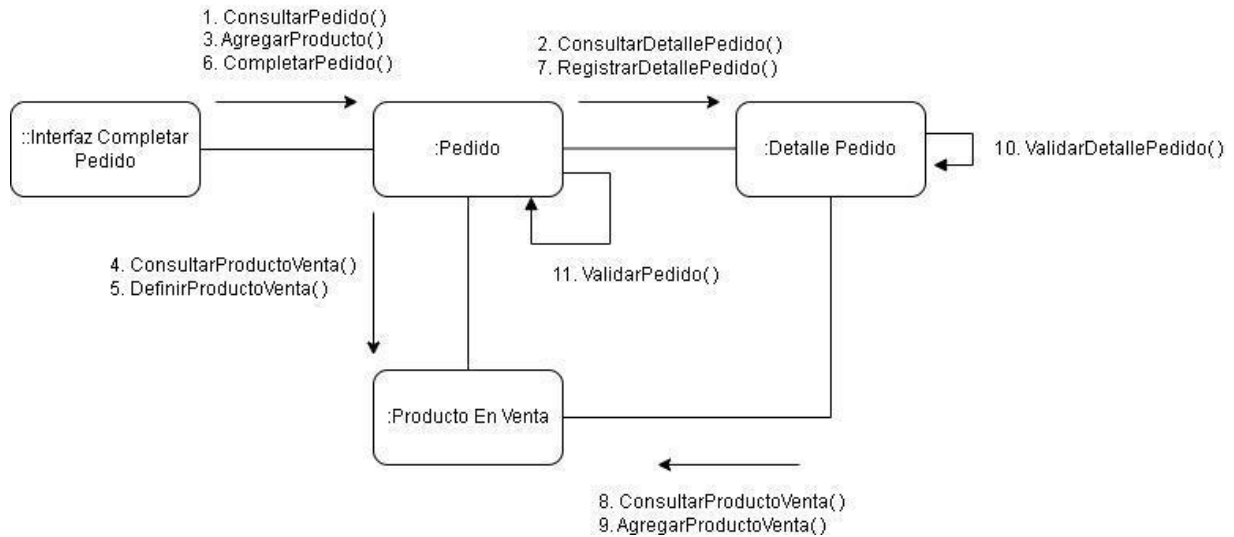 1. ConsultarPedido()
3. AgregarProducto()
6. CompletarPedido()
2. ConsultarDetallePedido()
7. RegistrarDetallePedido()
::Interfaz Completar
Pedido
:Pedido
:Detalle Pedido
10. ValidarDetallePedido()
4. ConsultarProductoVenta()
5. DefinirProductoVenta()
11. ValidarPedido()
:Producto En Venta
8. ConsultarProductoVenta()
9. AgregarProductoVenta()